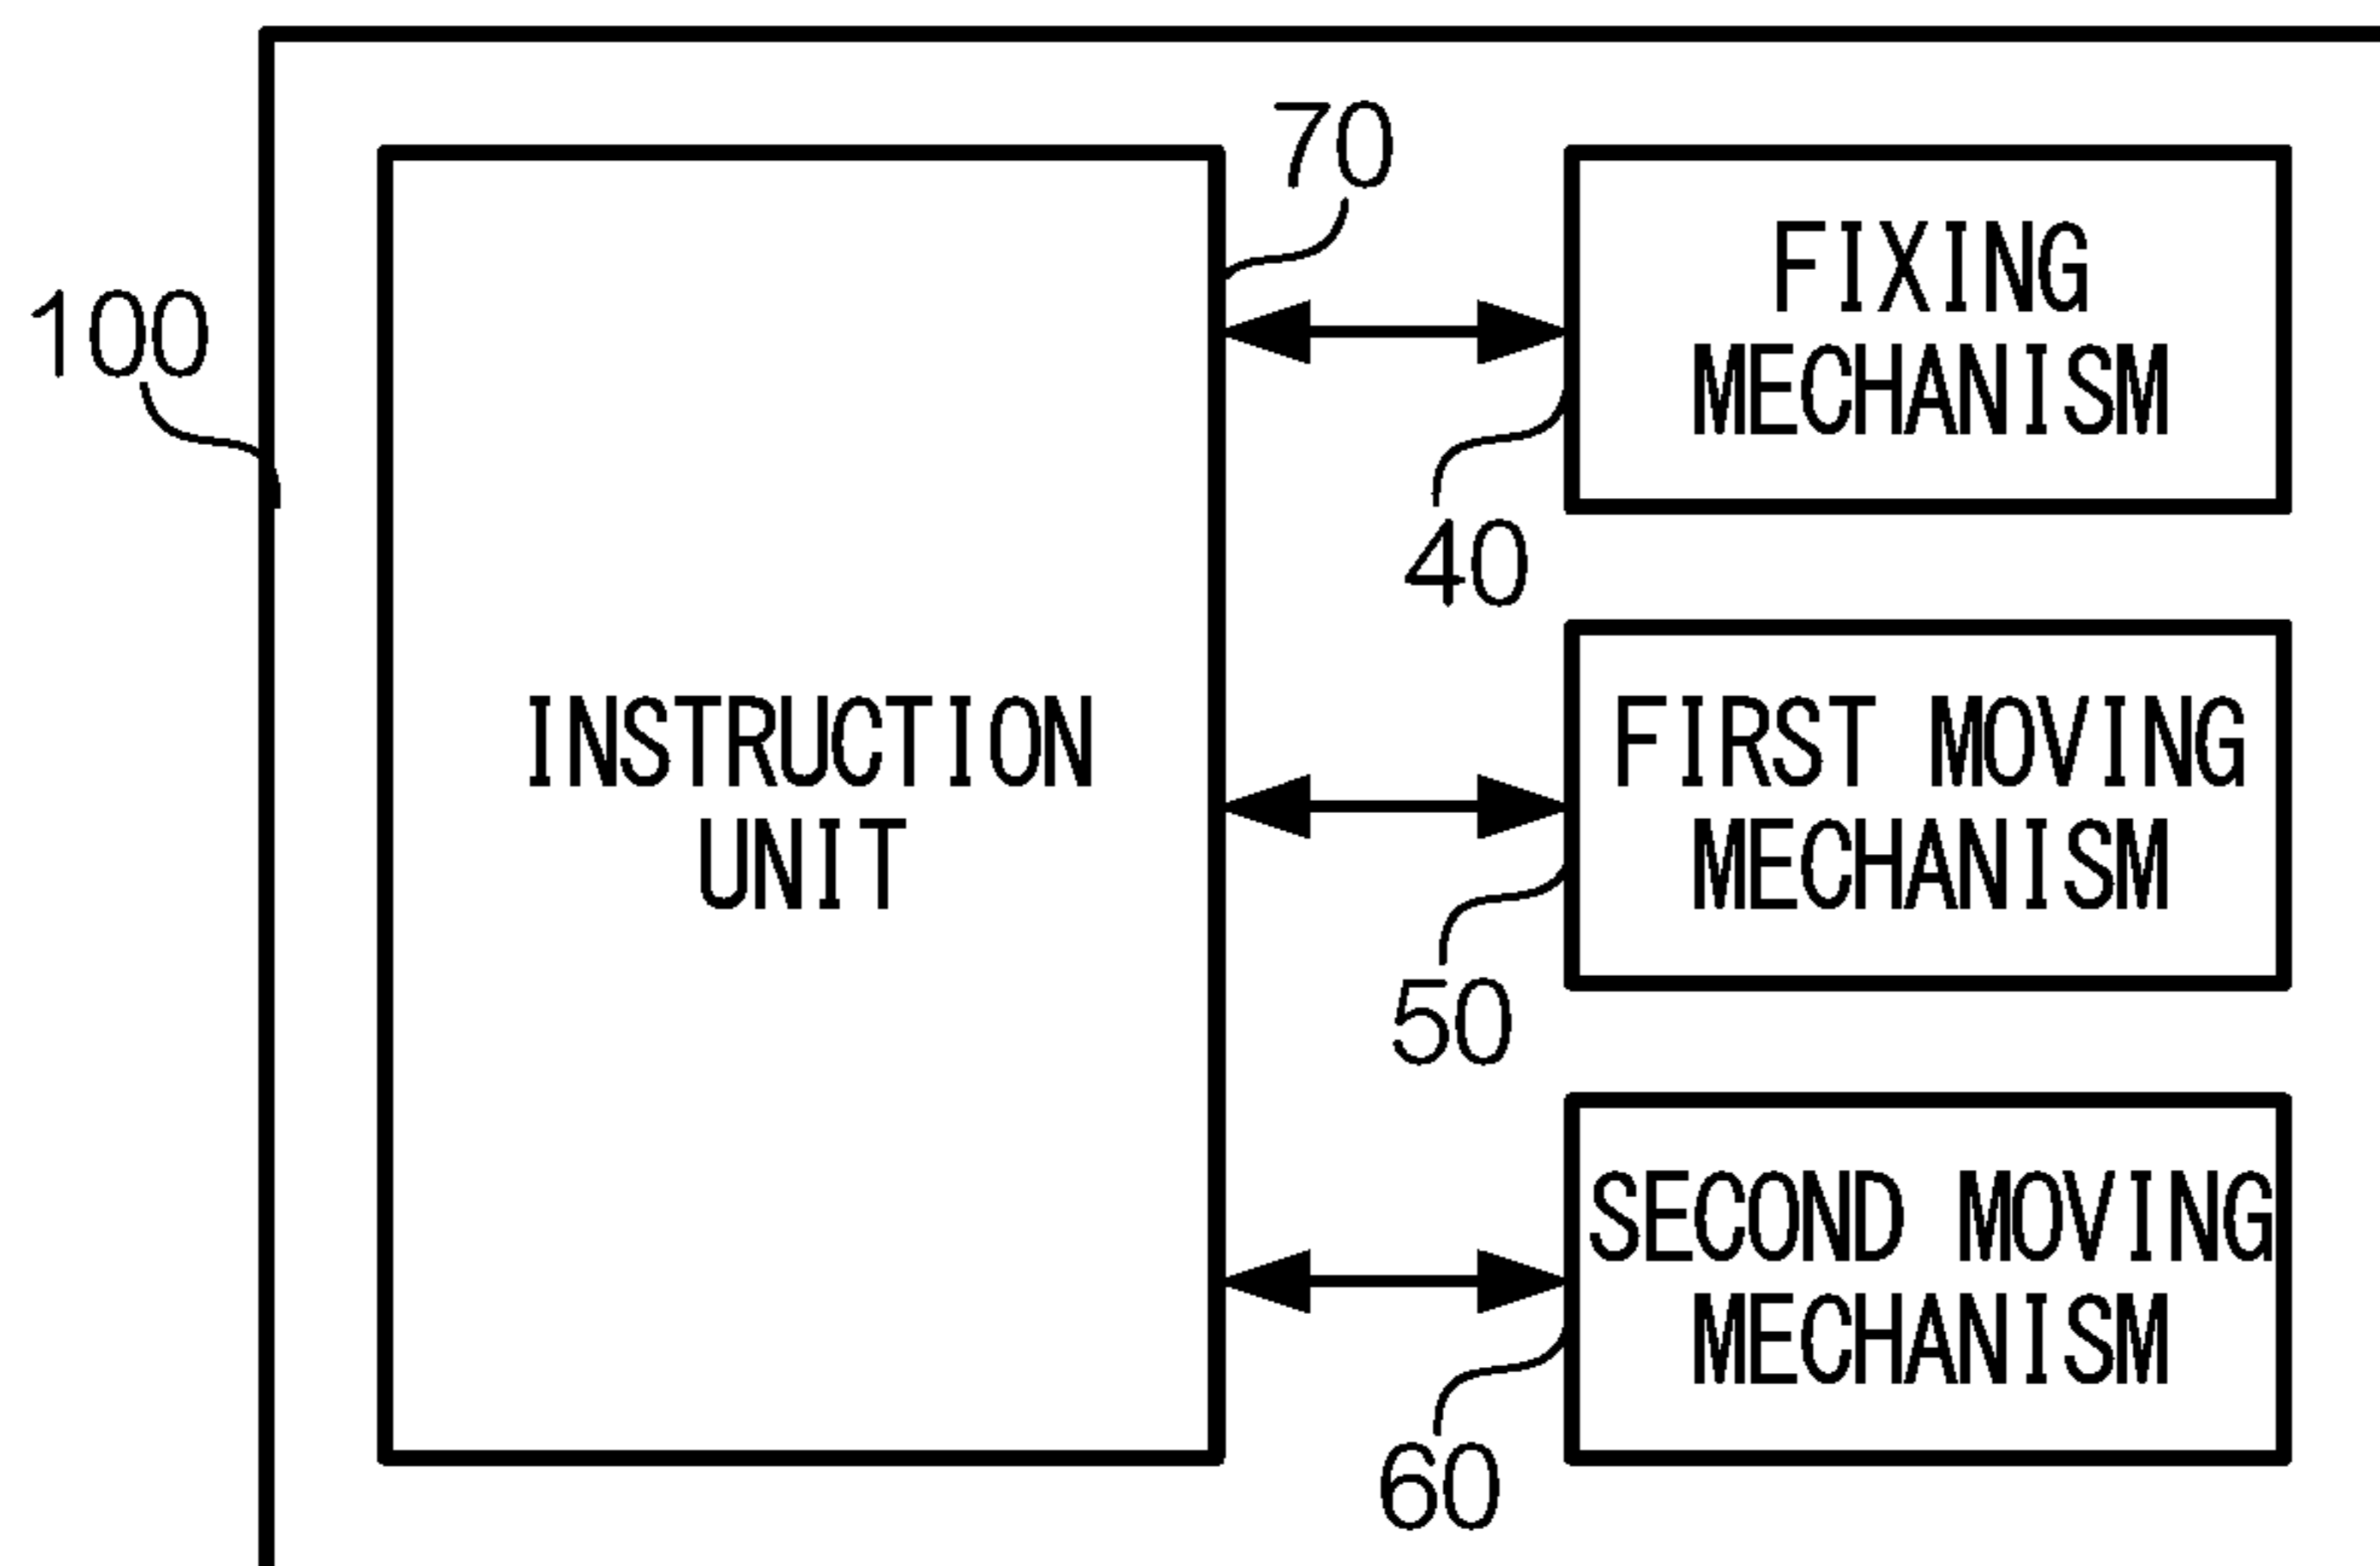 70
100
FIXING
MECHANISM
40
INSTRUCTION
UNIT
FIRST MOVING
MECHANISM
50
SECOND MOVING
MECHANISM
60